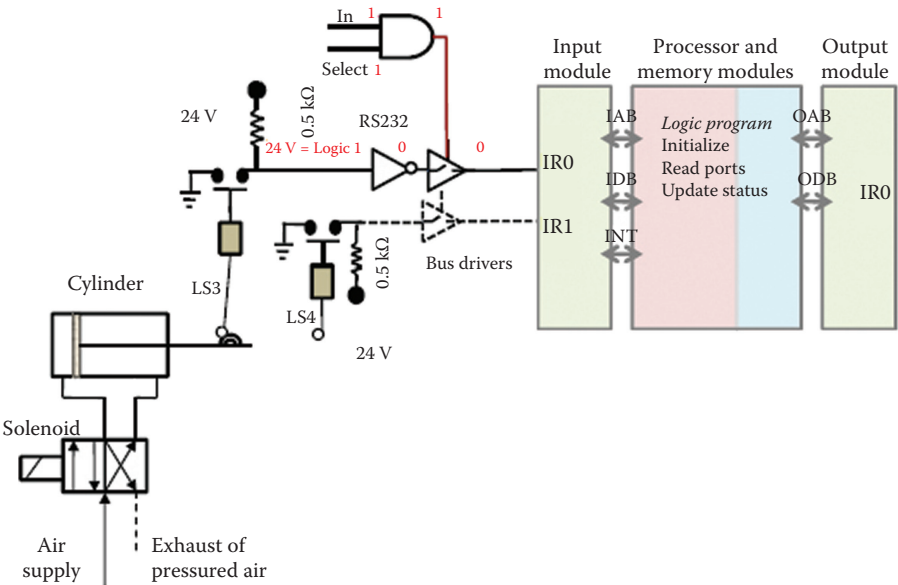 In 1 1
Select 1
Input
module
Processor and
memory modules
Output
module
24 V
0.5 kΩ
RS232
24 V = Logic 1
0
0
IR0
IR1
IAB
IDB
INT
Logic program
Initialize
Read ports
Update status
OAB
ODB
IR0
Bus drivers
0.5 kΩ
LS3
LS4
24 V
Cylinder
Solenoid
Air
supply
Exhaust of
pressured air